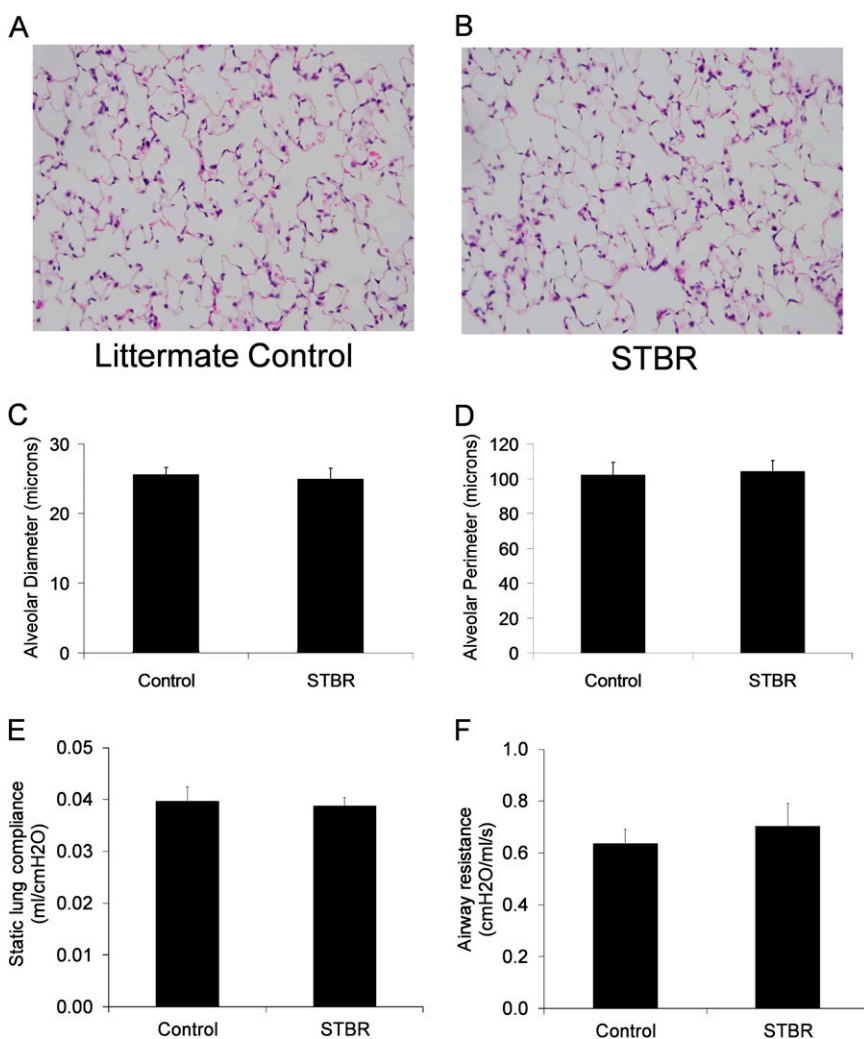 A
B
Littermate Control
STBR
C
Alveolar Diameter (microns)
30
20
10
0
Control
STBR
D
Alveolar Perimeter (microns)
120
100
80
60
40
20
0
Control
STBR
E
Static lung compliance
(ml/cmH2O)
0.05
0.04
0.03
0.02
0.01
0.00
Control
STBR
F
Airway resistance
(cmH2O/ml/s)
1.0
0.8
0.6
0.4
0.2
0.0
Control
STBR